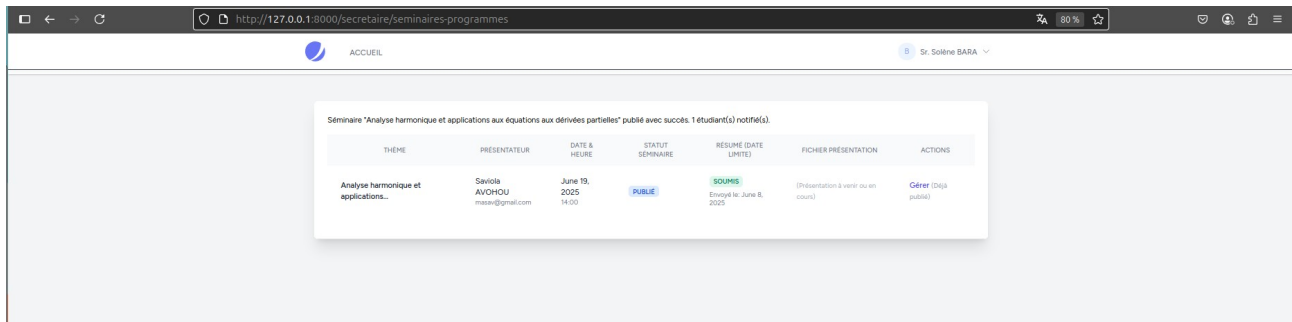 http://127.0.0.1:8000/secretaire/seminaires-programmes
80 %
ACCUEIL
B Sr. Solène BARA
Séminaire "Analyse harmonique et applications aux équations aux dérivées partielles" publié avec succès. 1 étudiant(s) notifié(s).
THÈME
PRÉSENTATEUR
DATE &
HEURE
STATUT
SÉMINAIRE
RÉSUMÉ (DATE
LIMITE)
FICHIER PRÉSENTATION
ACTIONS
Analyse harmonique et
applications...
Saviola
AVOHOU
masav@gmail.com
June 19,
2025
14:00
PUBLIÉ
SOUMIS
Envoyé le: June 8,
2025
(Présentation à venir ou en
cours)
Gérer (Déjà
publié)